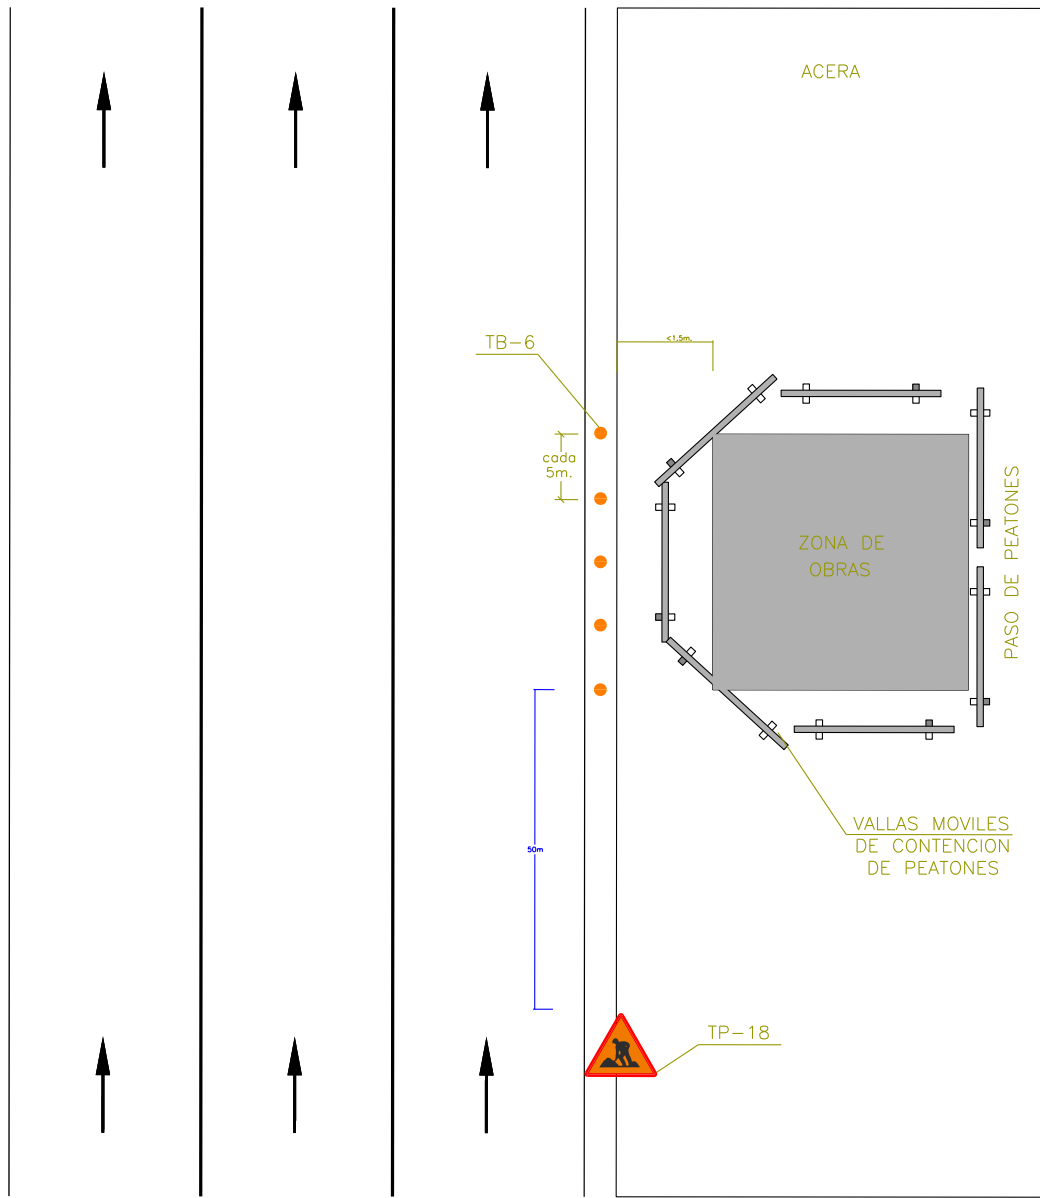 ACERA
<1.5m.
TB-6
cada
5m.
ZONA DE
OBRAS
PASO DE PEATONES
VALLAS MOVILES
DE CONTENCION
DE PEATONES
50m
TP-18